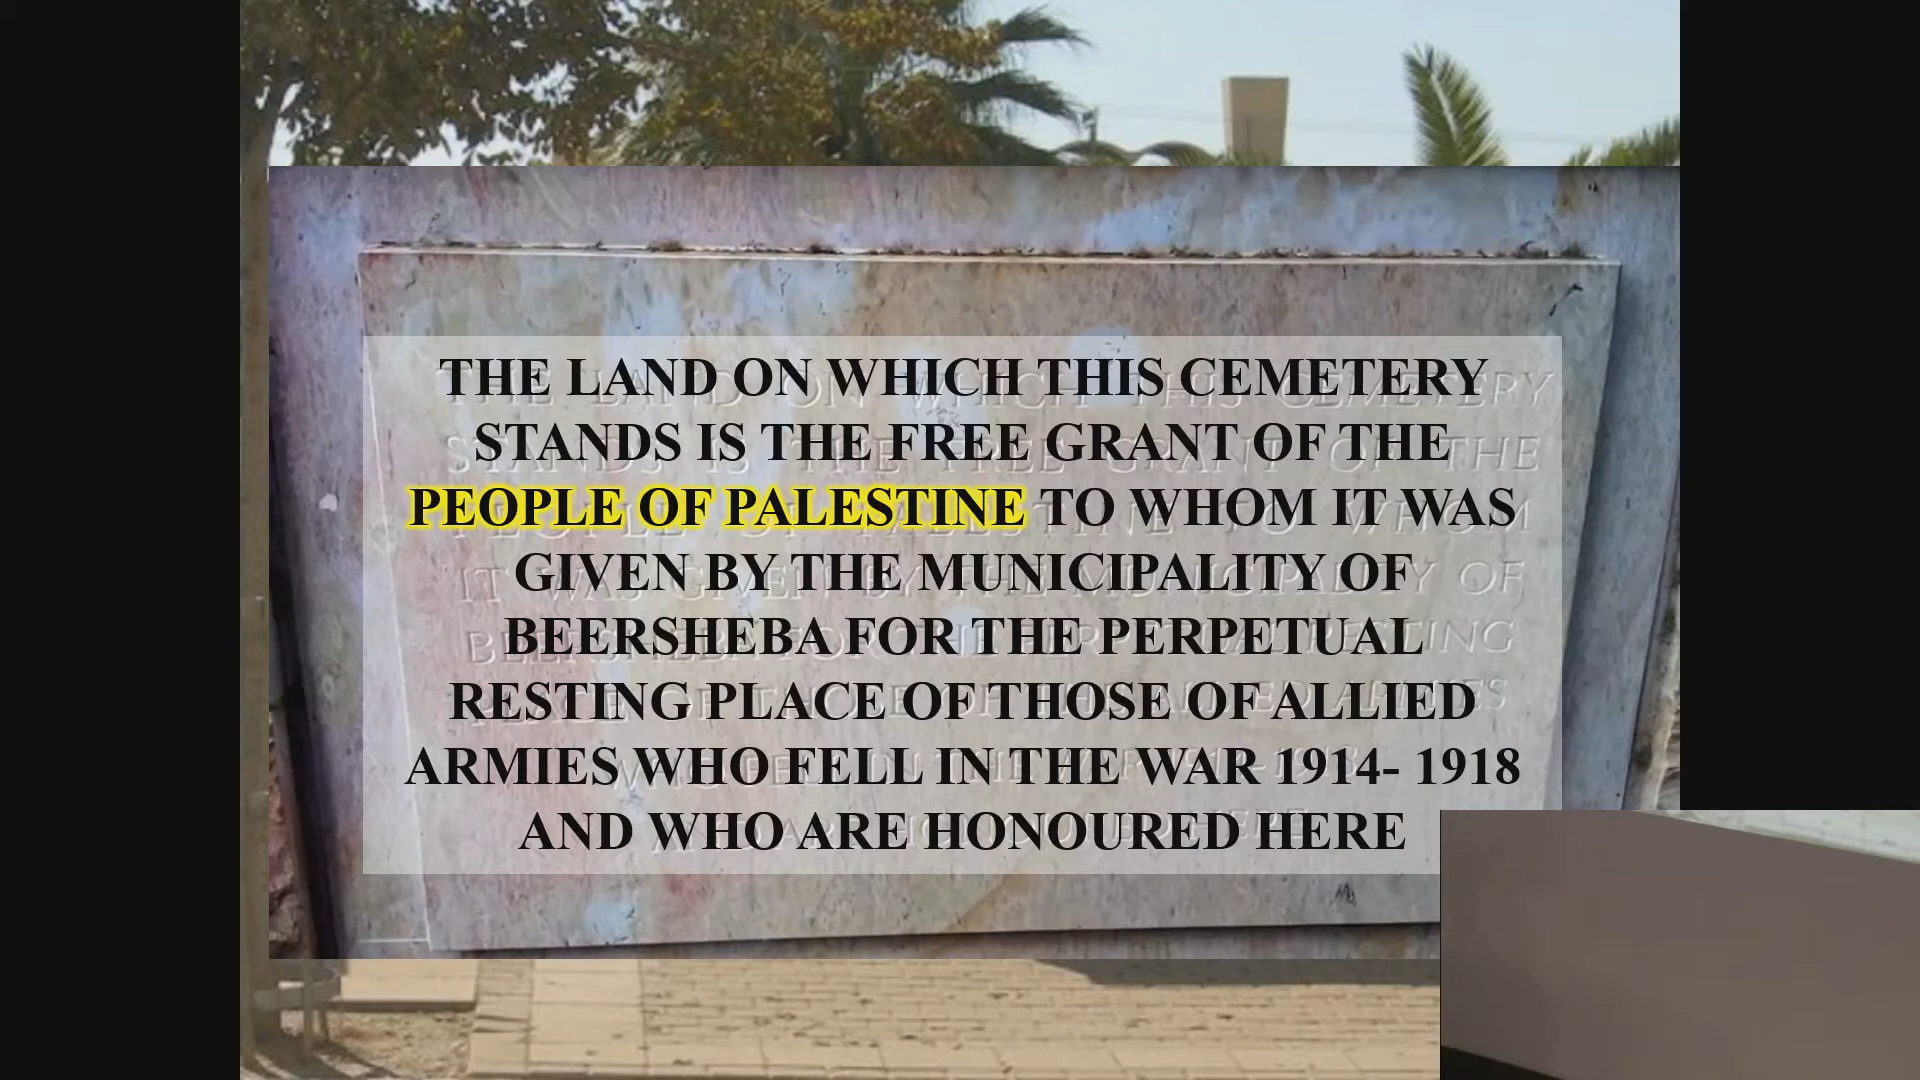 THE LAND ON WHICH THIS CEMETERY
STANDS IS THE FREE GRANT OF THE
PEOPLE OF PALESTINE TO WHOM IT WAS
GIVEN BY THE MUNICIPALITY OF
BEERSHEBA FOR THE PERPETUAL
RESTING PLACE OF THOSE OF ALLIED
ARMIES WHO FELL IN THE WAR 1914- 1918
AND WHO ARE HONOURED HERE